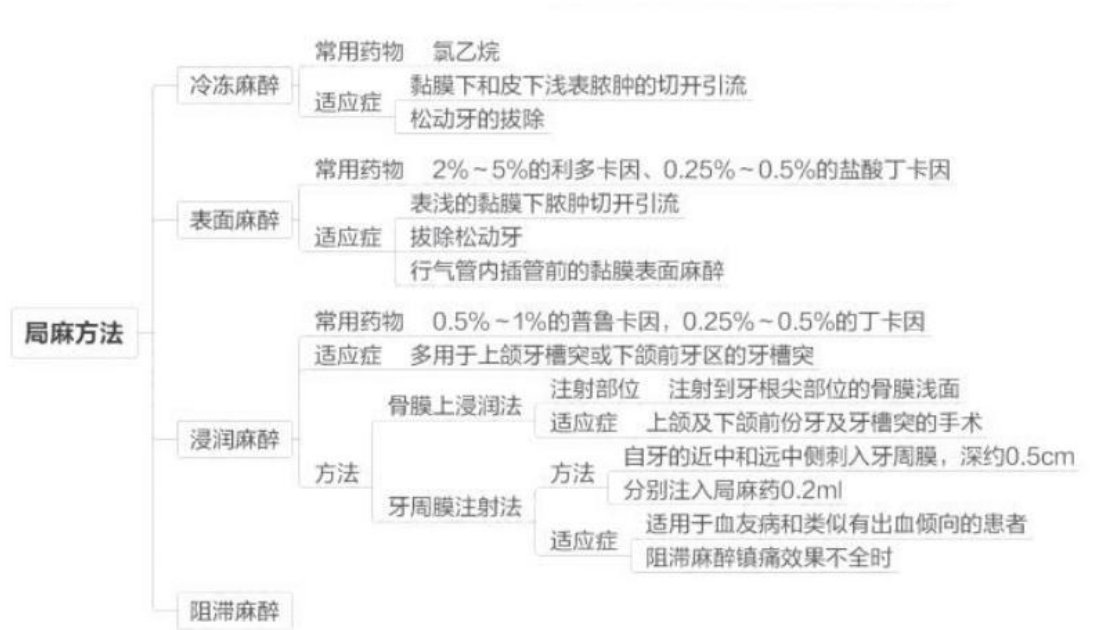 局麻方法
冷冻麻醉
常用药物 氯乙烷
适应症
黏膜下和皮下浅表脓肿的切开引流
松动牙的拔除
表面麻醉
常用药物 2%~5%的利多卡因、0.25%~0.5%的盐酸丁卡因
适应症
表浅的黏膜下脓肿切开引流
拔除松动牙
行气管内插管前的黏膜表面麻醉
浸润麻醉
常用药物 0.5%~1%的普鲁卡因，0.25%~0.5%的丁卡因
适应症 多用于上颌牙槽突或下颌前牙区的牙槽突
方法
骨膜上浸润法
注射部位 注射到牙根尖部位的骨膜浅面
适应症 上颌及下颌前份牙及牙槽突的手术
牙周膜注射法
方法
自牙的近中和远中侧刺入牙周膜，深约0.5cm
分别注入局麻药0.2ml
适应症
适用于血友病和类似有出血倾向的患者
阻滞麻醉镇痛效果不全时
阻滞麻醉